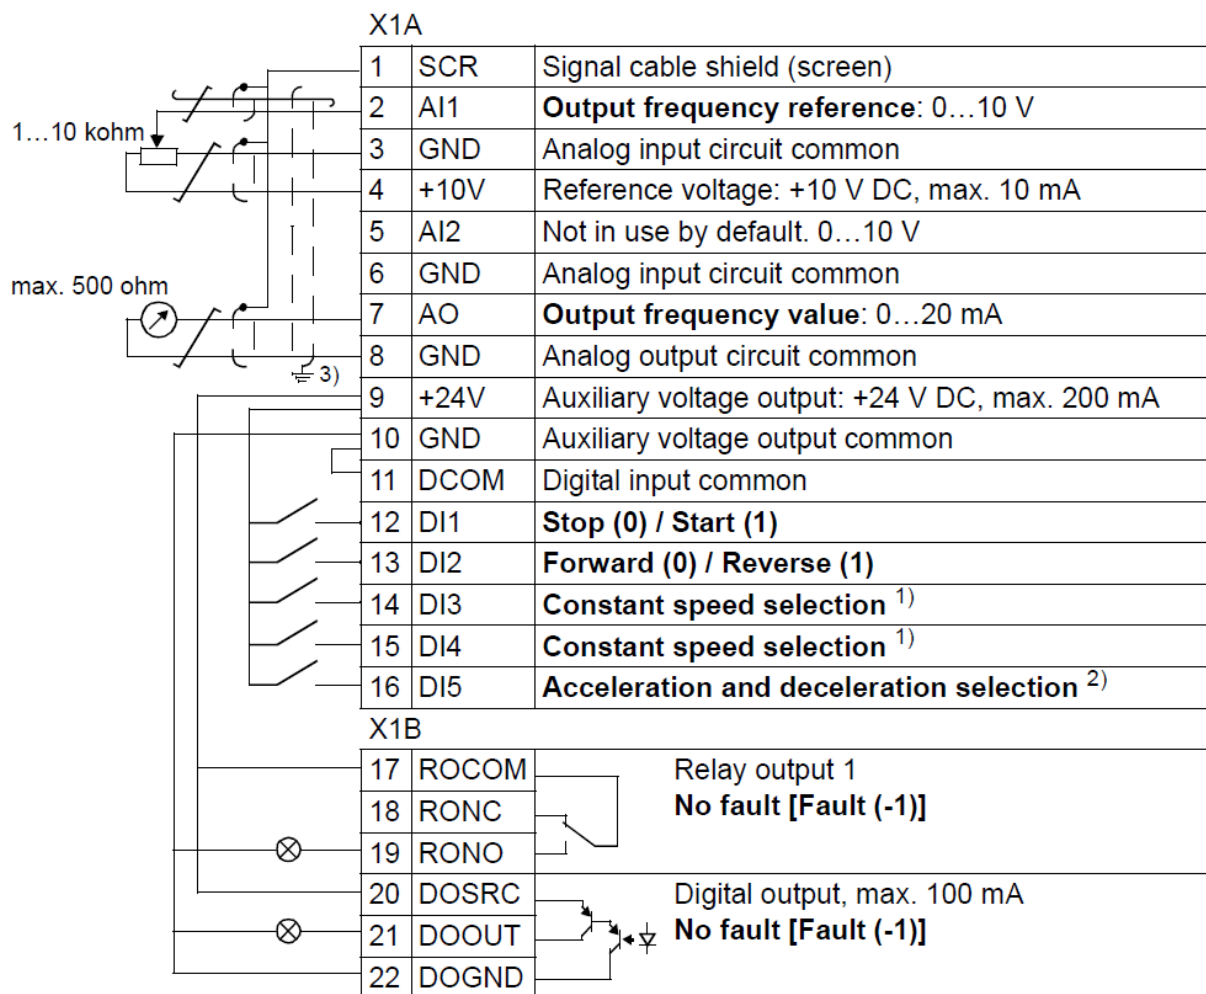 X1A
1 SCR Signal cable shield (screen)
2 AI1 Output frequency reference: 0…10 V
1…10 kohm
3 GND Analog input circuit common
4 +10V Reference voltage: +10 V DC, max. 10 mA
5 AI2 Not in use by default. 0…10 V
6 GND Analog input circuit common
max. 500 ohm
7 AO Output frequency value: 0…20 mA
8 GND Analog output circuit common
3)
9 +24V Auxiliary voltage output: +24 V DC, max. 200 mA
10 GND Auxiliary voltage output common
11 DCOM Digital input common
12 DI1 Stop (0) / Start (1)
13 DI2 Forward (0) / Reverse (1)
14 DI3 Constant speed selection 1)
15 DI4 Constant speed selection 1)
16 DI5 Acceleration and deceleration selection 2)
X1B
17 ROCOM Relay output 1
18 RONC No fault [Fault (-1)]
19 RONO
20 DOSRC Digital output, max. 100 mA
21 DOOUT No fault [Fault (-1)]
22 DOGND